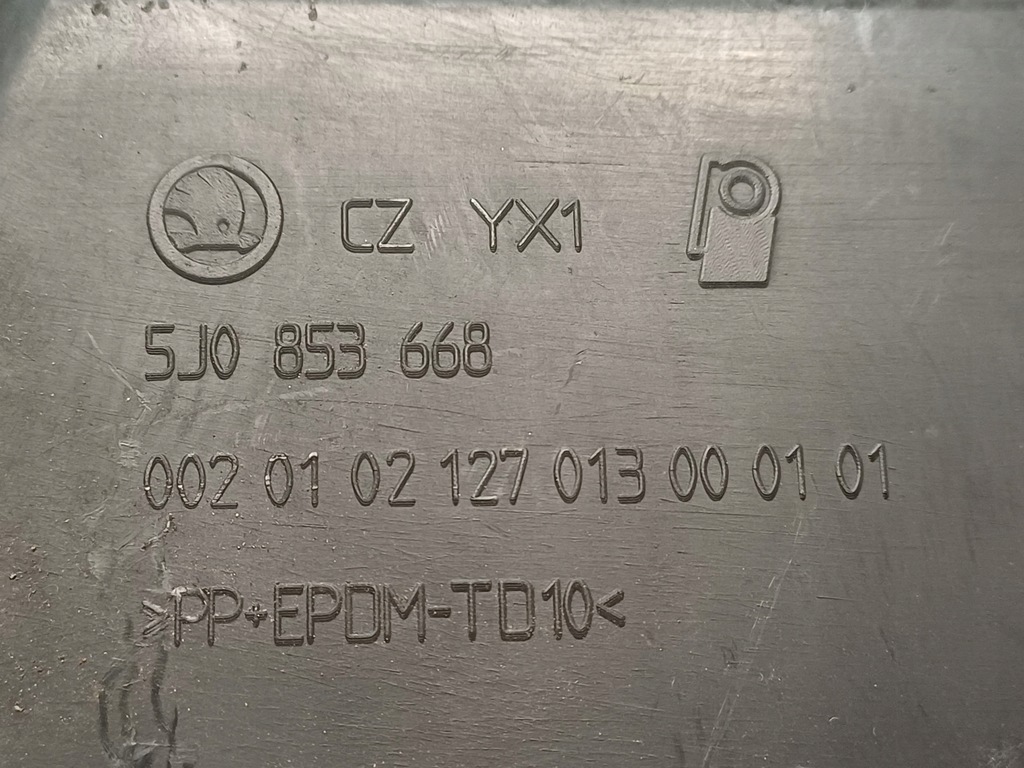 CZ YX1
5J0 853 668
002 01 02 127 013 00 01 01
>PP+EPDM-TD10<